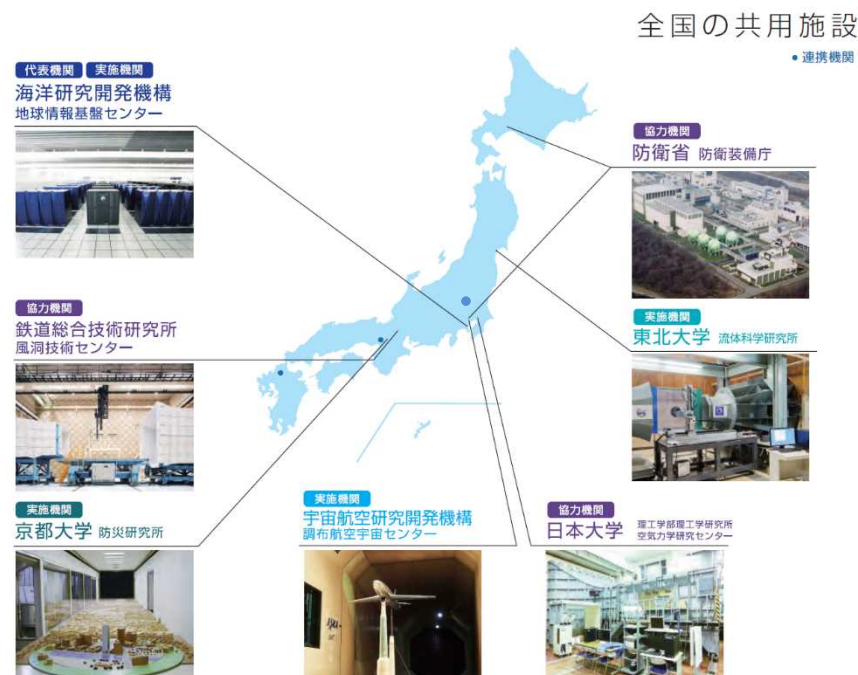 全国の共用施設
• 連携機関
代表機関 実施機関
海洋研究開発機構
地球情報基盤センター
協力機関
防衛省 防衛装備庁
協力機関
鉄道総合技術研究所
風洞技術センター
実施機関
東北大学 流体科学研究所
実施機関
京都大学 防災研究所
実施機関
宇宙航空研究開発機構
調布航空宇宙センター
協力機関
日本大学 理工学部理工学研究所
空気力学研究センター